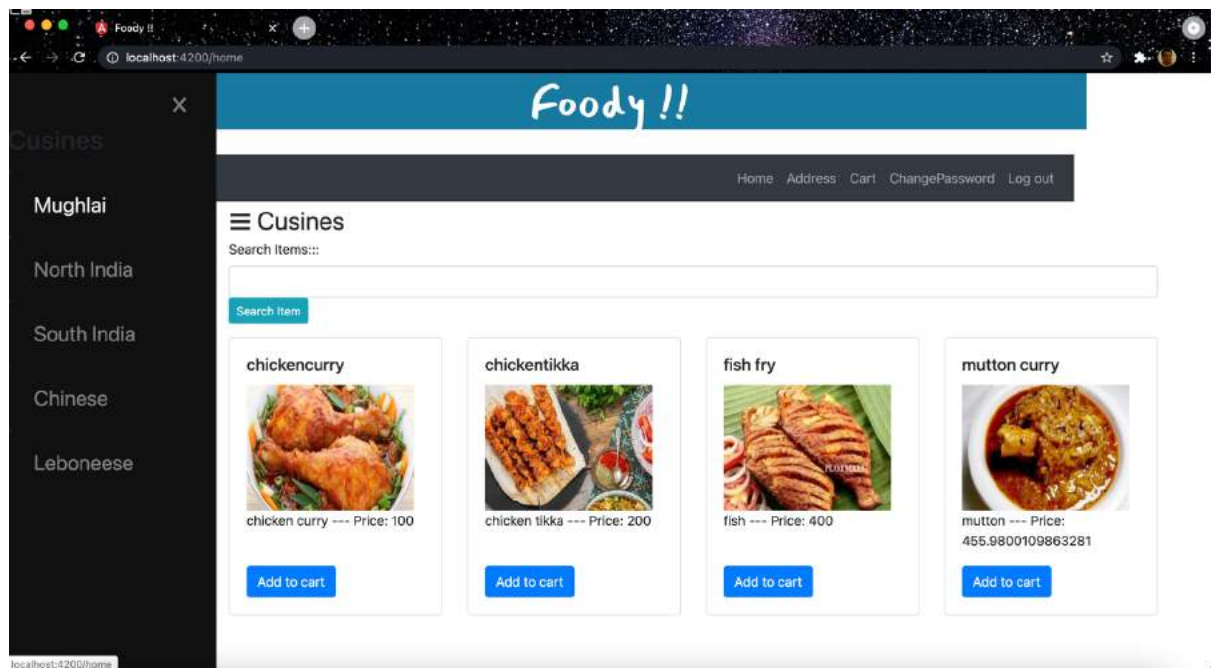 Foody !!
localhost:4200/home
Foody !!
Cusines
Home Address Cart ChangePassword Log out
Mughlai
North India
South India
Chinese
Leboneese
Cusines
Search Items:::
Search Item
chickencurry
chicken curry --- Price: 100
Add to cart
chickentikka
chicken tikka --- Price: 200
Add to cart
fish fry
fish --- Price: 400
Add to cart
mutton curry
mutton --- Price:
455.9800109863281
Add to cart
localhost:4200/home